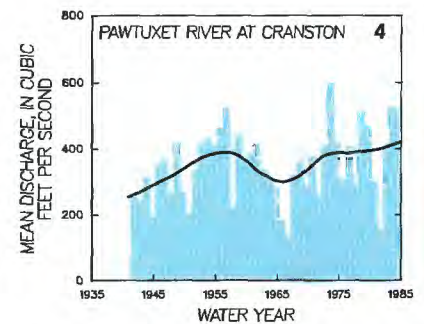 PAWTUXET RIVER AT CRANSTON 4
MEAN DISCHARGE, IN CUBIC
FEET PER SECOND
800
600
400
200
0
1935 1945 1955 1965 1975 1985
WATER YEAR